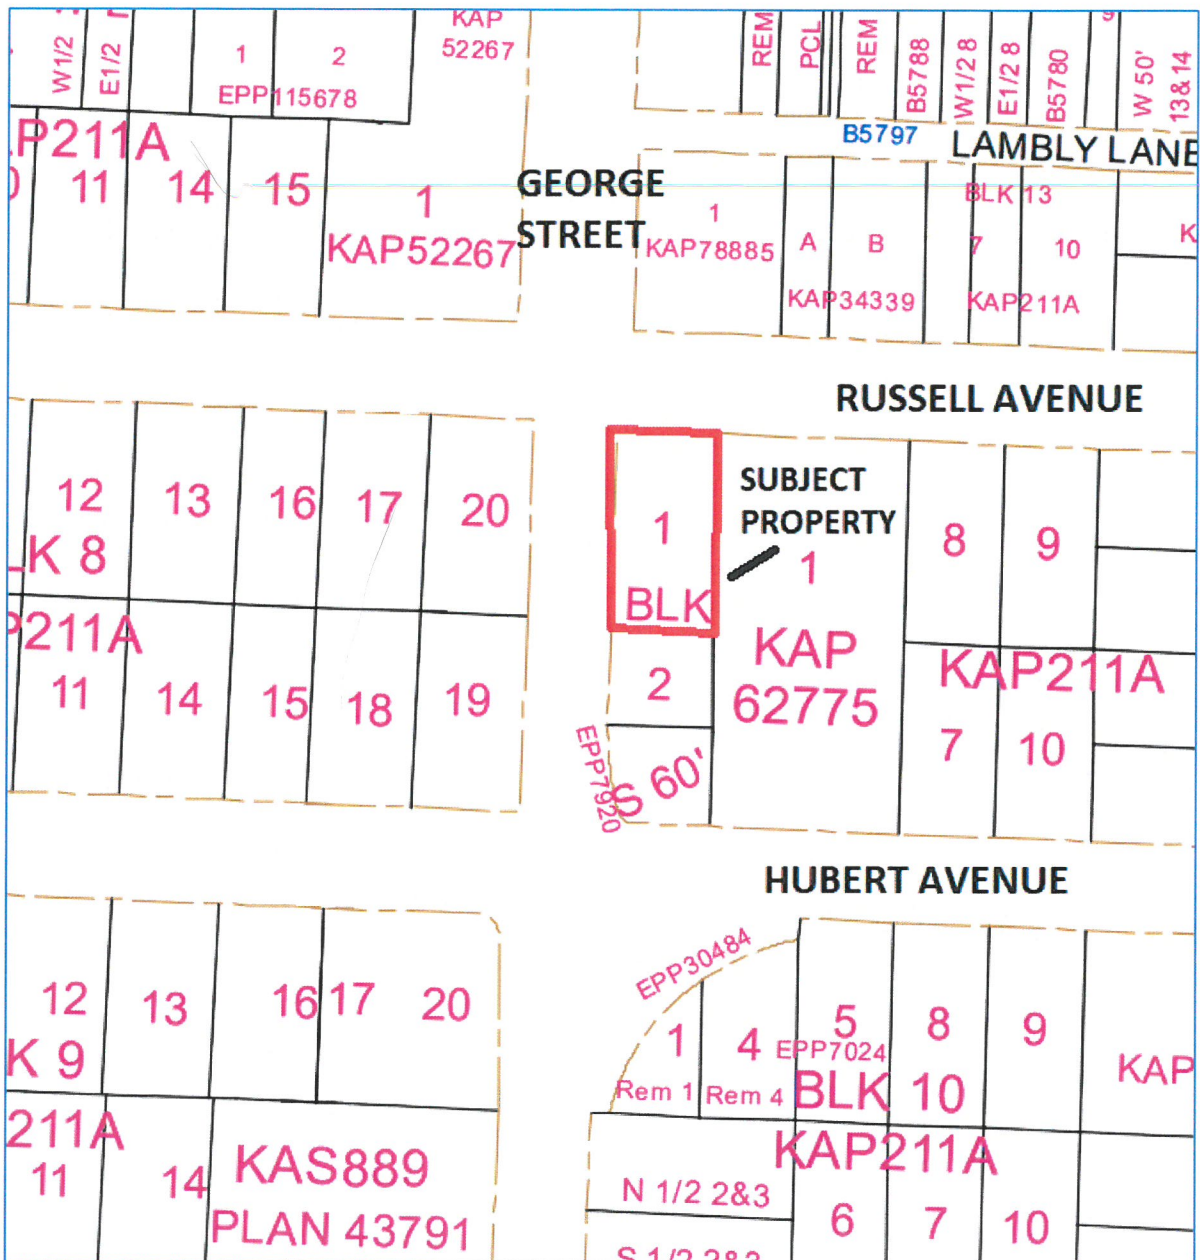 KAP
52267
W1/2
E1/2
1
2
EPP115678
REM
PCL
REM
B5788
W1/2 8
E1/2 8
B5780
W 50'
13&14
B5797
LAMBLY LANE
P211A
11
14
15
1
KAP52267
GEORGE
STREET
1
KAP78885
A
B
KAP34339
BLK 13
7
10
KAP211A
K
RUSSELL AVENUE
12
13
16
17
20
K 8
P211A
11
14
15
18
19
1
BLK
2
S 60'
EPP7920
SUBJECT
PROPERTY
1
KAP
62775
8
9
KAP211A
7
10
HUBERT AVENUE
12
13
16
17
20
K 9
211A
11
14
KAS889
PLAN 43791
EPP30484
1
Rem 1
4
Rem 4
5
EPP7024
8
9
BLK 10
KAP
KAP211A
N 1/2 2&3
6
7
10
S 1/2 2&3